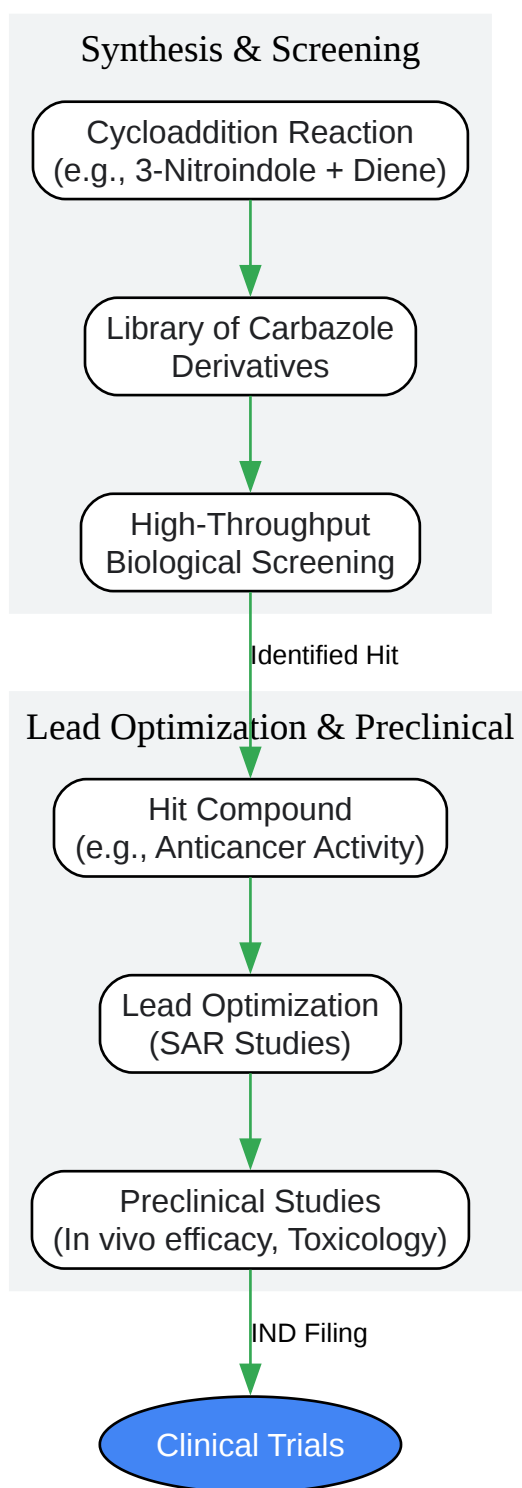 Synthesis & Screening
Cycloaddition Reaction
(e.g., 3-Nitroindole + Diene)
Library of Carbazole
Derivatives
High-Throughput
Biological Screening
Identified Hit
Lead Optimization & Preclinical
Hit Compound
(e.g., Anticancer Activity)
Lead Optimization
(SAR Studies)
Preclinical Studies
(In vivo efficacy, Toxicology)
IND Filing
Clinical Trials